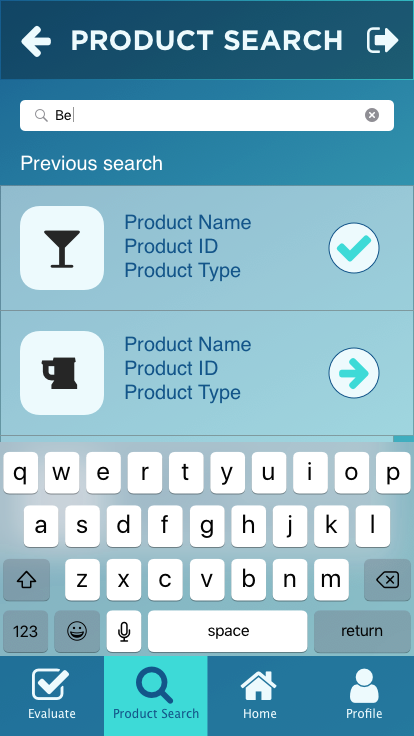 PRODUCT SEARCH
Be
Previous search
Product Name
Product ID
Product Type
Product Name
Product ID
Product Type
q w e r t y u i o p
a s d f g h j k l
z x c v b n m
123 space return
Evaluate Product Search Home Profile